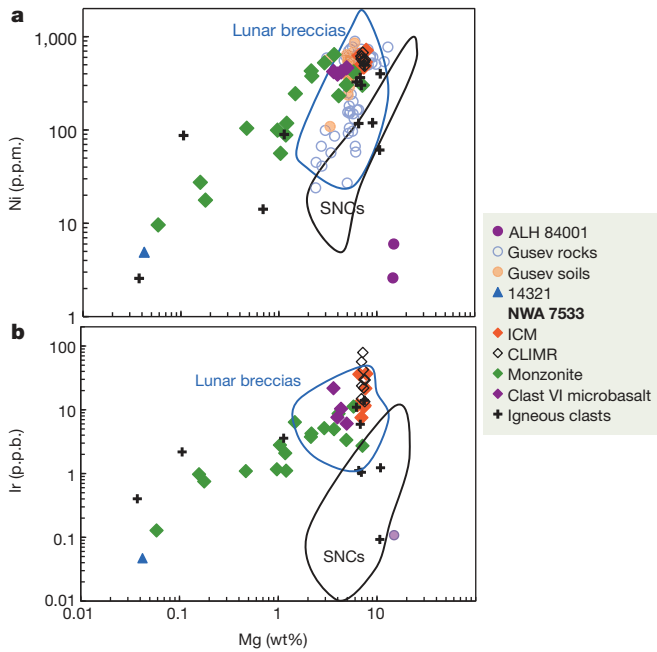 a
Lunar breccias
1,000
100
10
1
Ni (p.p.m.)
SNCs
b
Lunar breccias
100
10
1
0.1
0.01
Ir (p.p.b.)
SNCs
0.01 0.1 1 10 100
Mg (wt%)
ALH 84001
Gusev rocks
Gusev soils
14321
NWA 7533
ICM
CLIMR
Monzonite
Clast VI microbasalt
Igneous clasts